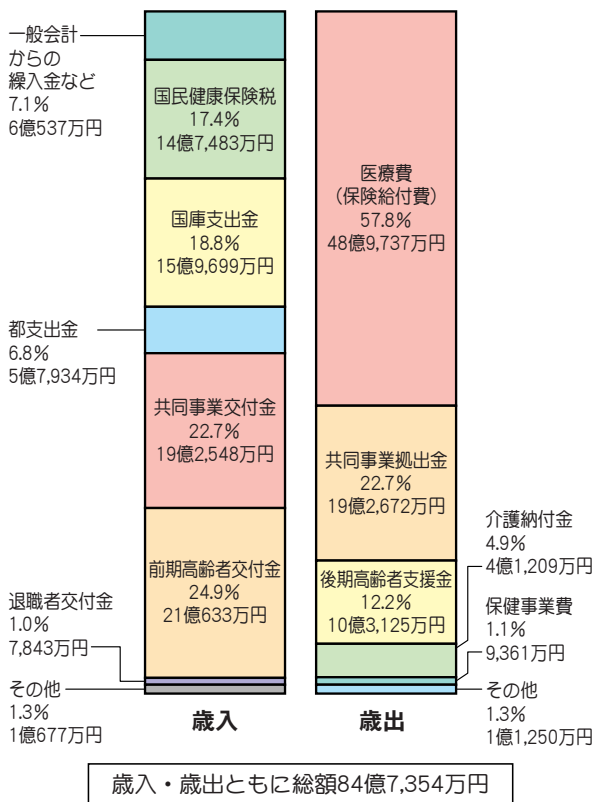 一般会計
からの
繰入金など
7.1%
6億537万円
国民健康保険税
17.4%
14億7,483万円
国庫支出金
18.8%
15億9,699万円
都支出金
6.8%
5億7,934万円
共同事業交付金
22.7%
19億2,548万円
前期高齢者交付金
24.9%
21億633万円
退職者交付金
1.0%
7,843万円
その他
1.3%
1億677万円
歳入
医療費
（保険給付費）
57.8%
48億9,737万円
共同事業拠出金
22.7%
19億2,672万円
後期高齢者支援金
12.2%
10億3,125万円
介護納付金
4.9%
4億1,209万円
保健事業費
1.1%
9,361万円
その他
1.3%
1億1,250万円
歳出
歳入・歳出ともに総額84億7,354万円